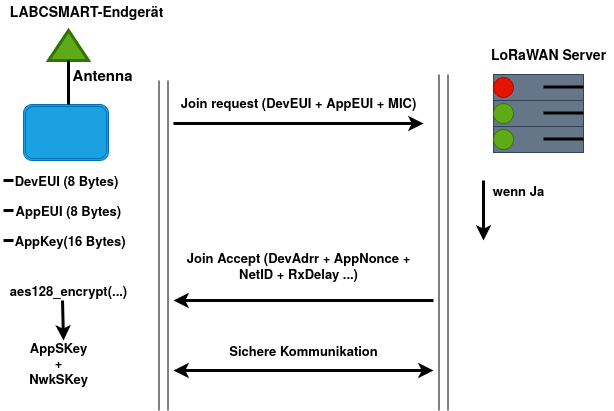 LABCSMART-Endgerät
Antenna
LoRaWAN Server
Join request (DevEUI + AppEUI + MIC)
DevEUI (8 Bytes)
AppEUI (8 Bytes)
AppKey(16 Bytes)
wenn Ja
Join Accept (DevAdrr + AppNonce +
NetID + RxDelay ...)
aes128_encrypt(...)
AppSKey
+
NwkSKey
Sichere Kommunikation